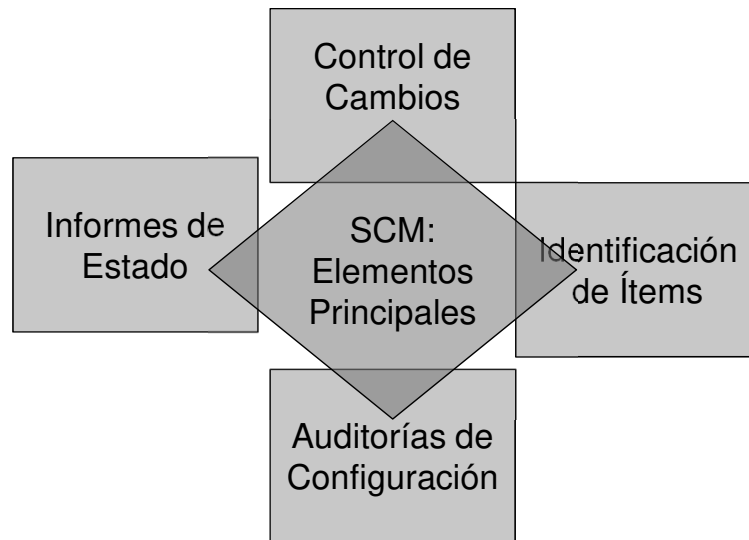 Control de
Cambios
Informes de
Estado
SCM:
Elementos
Principales
Identificación
de Ítems
Auditorías de
Configuración